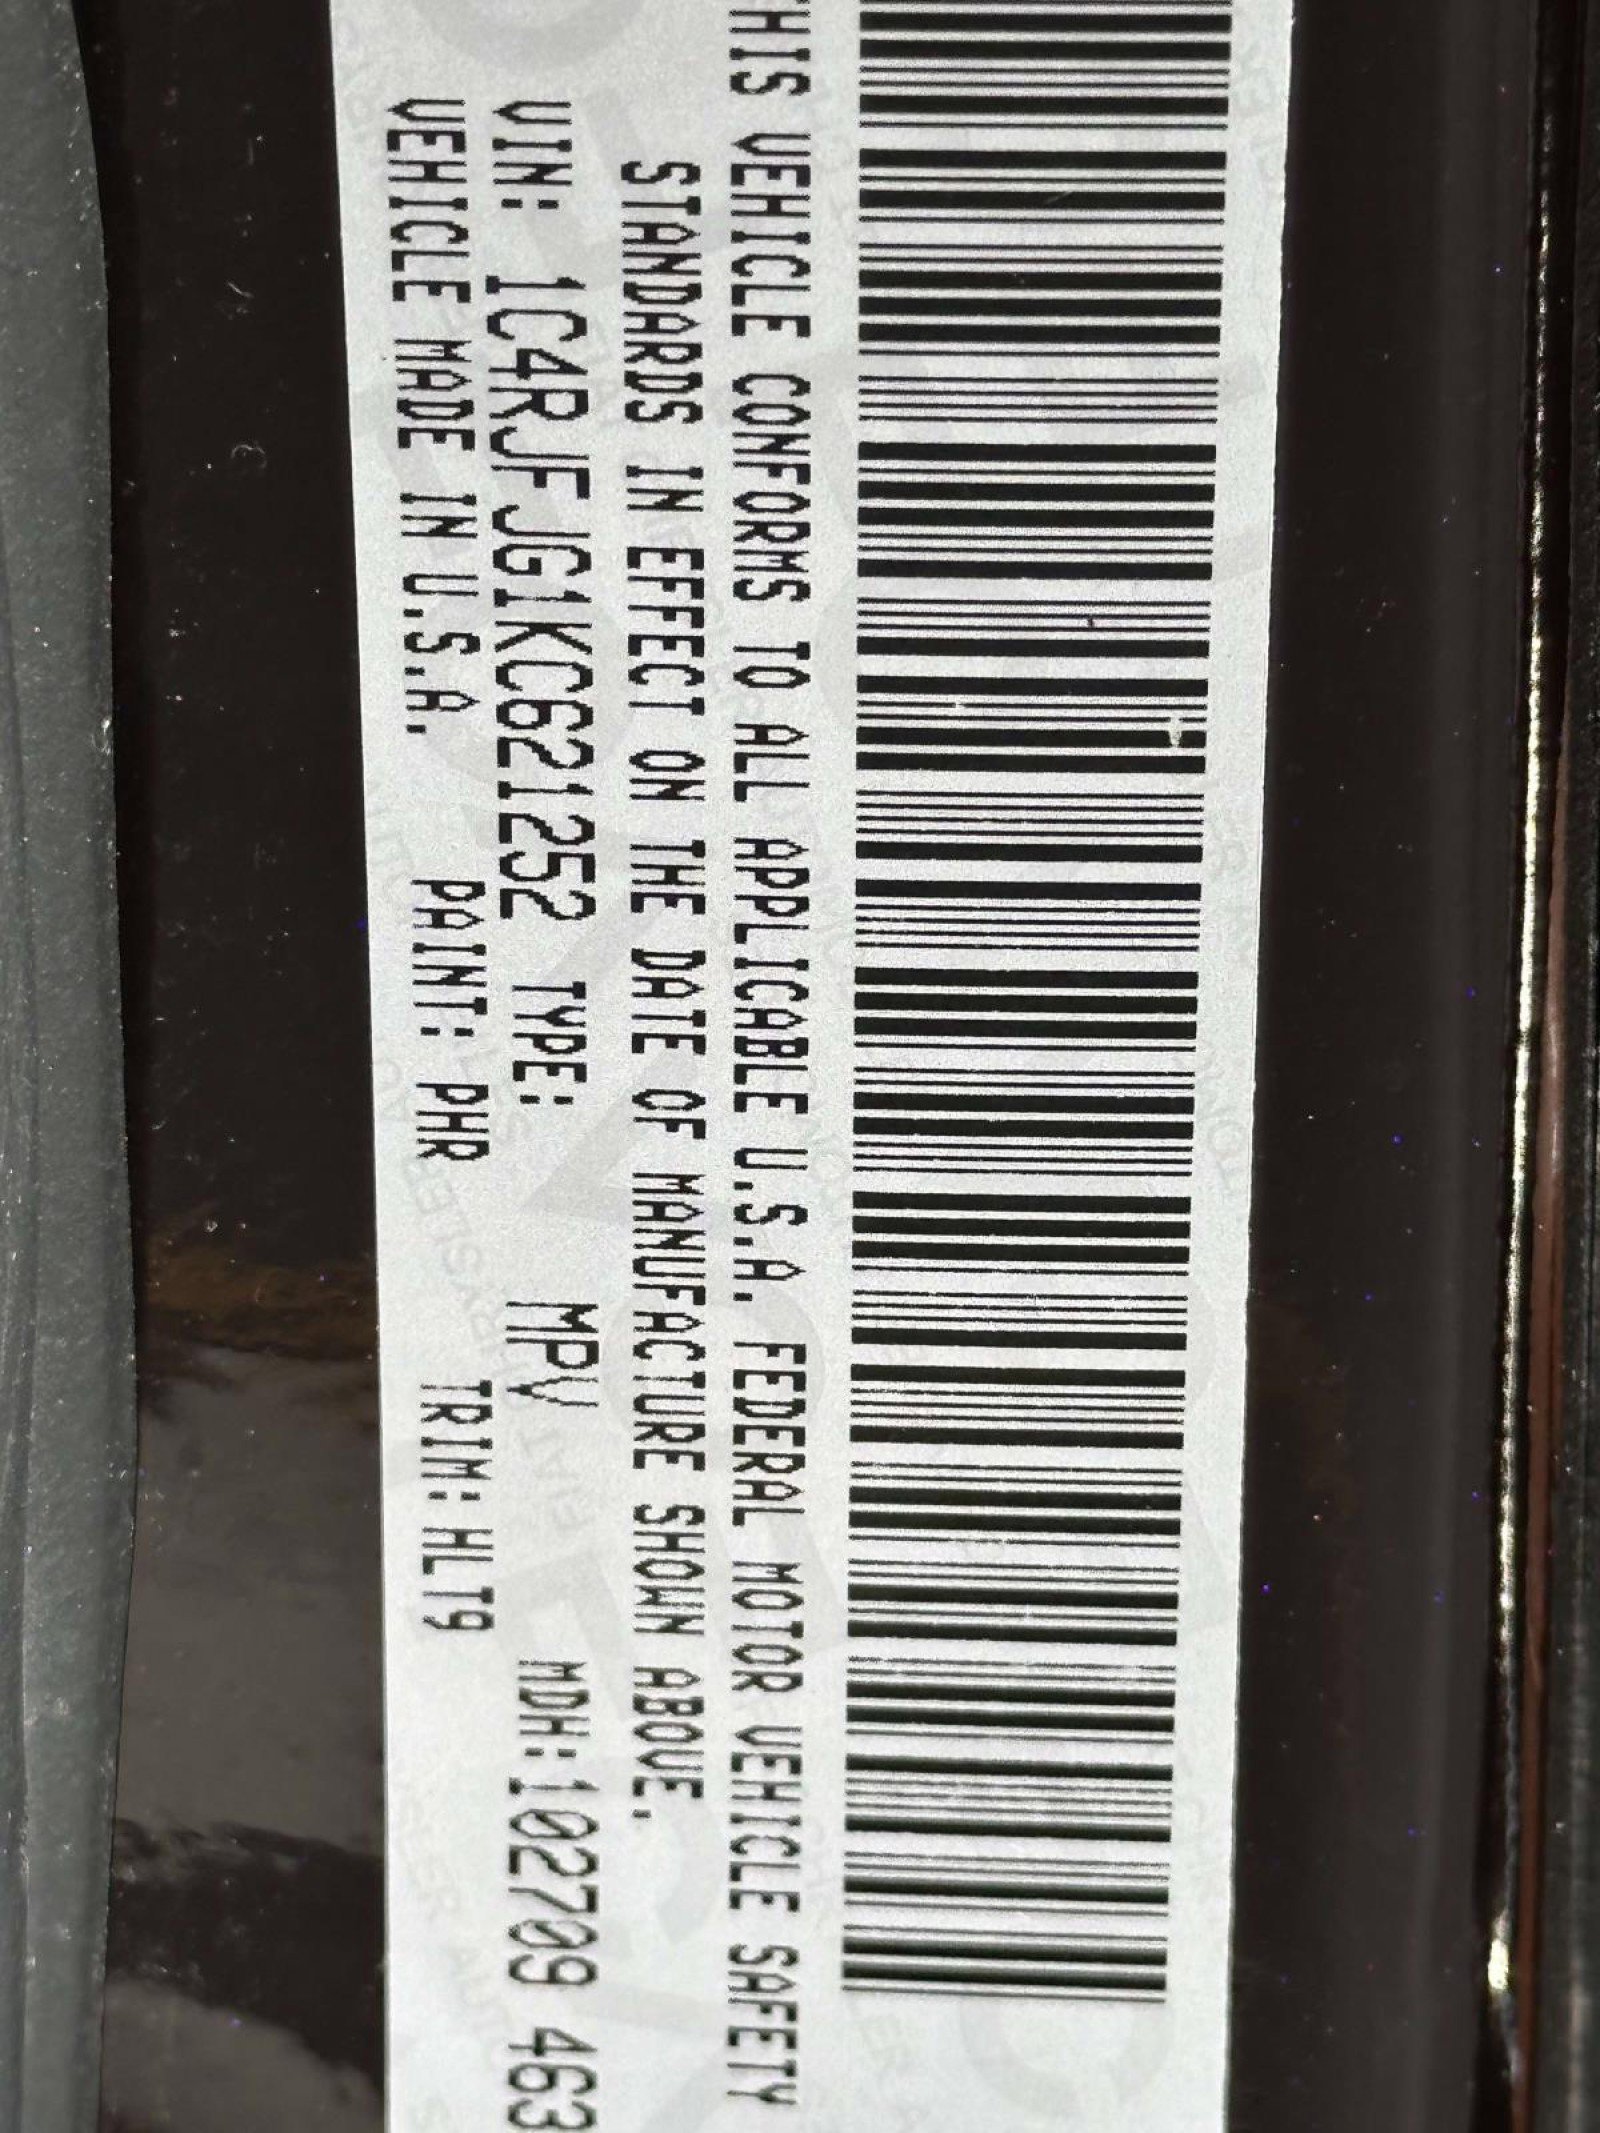 HIS VEHICLE CONFORMS TO ALL APPLICABLE U.S.A. FEDERAL MOTOR VEHICLE SAFETY
STANDARDS IN EFFECT ON THE DATE OF MANUFACTURE SHOWN ABOVE.
VIN: 1C4RJFJG1KC621252 TYPE: MPV MDH:102709 463
VEHICLE MADE IN U.S.A. PAINT: PHR TRIM: HLT9